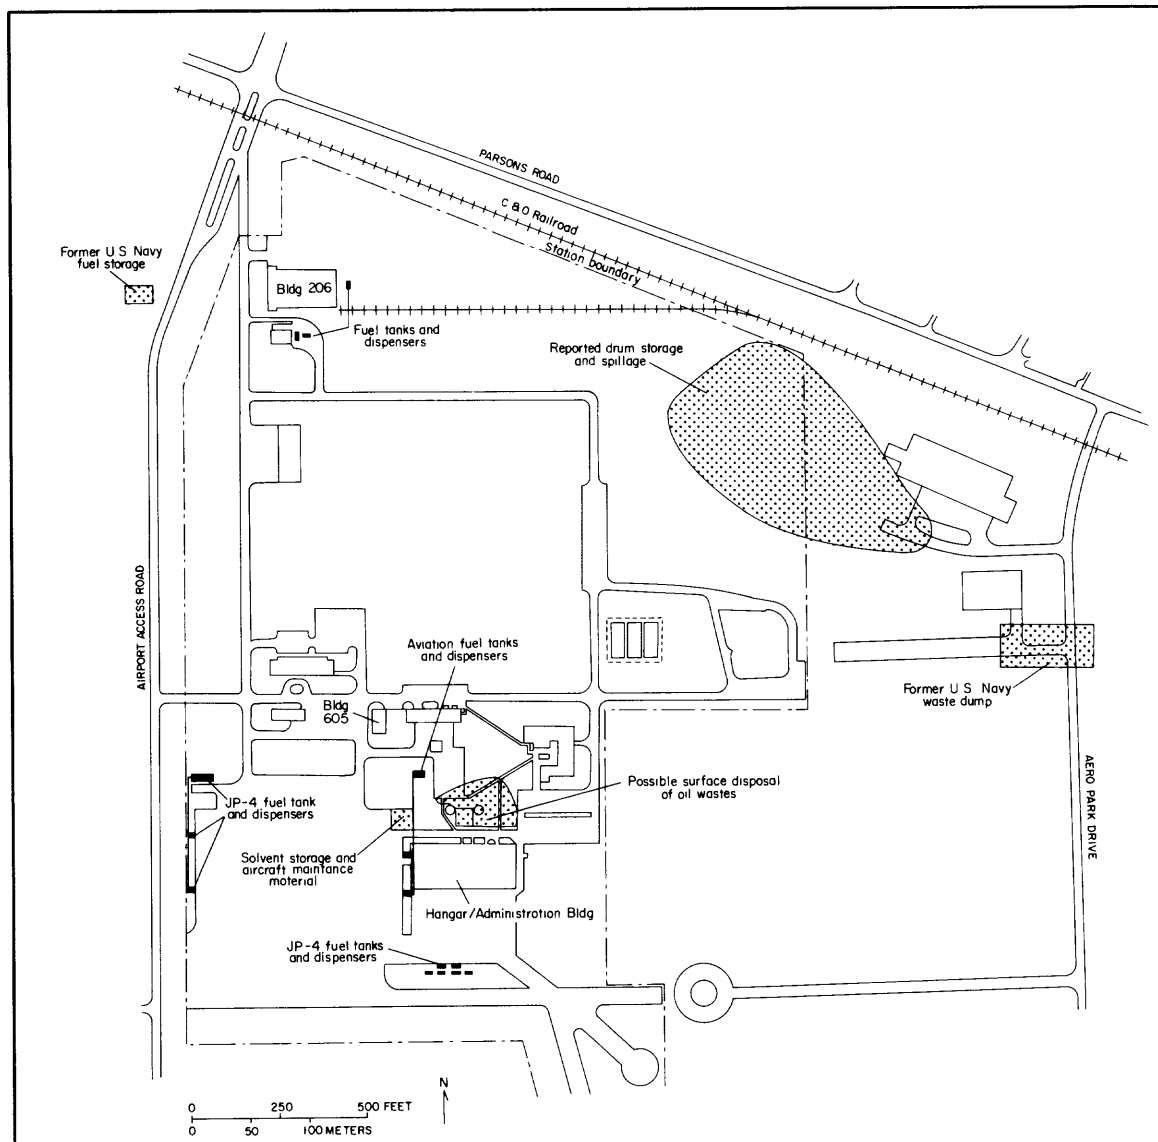 PARSONS ROAD
C & O Railroad
Station boundary
Former U S Navy
fuel storage
Bldg 206
Fuel tanks and
dispensers
Reported drum storage
and spillage
AIRPORT ACCESS ROAD
Aviation fuel tanks
and dispensers
Bldg
605
Former U S Navy
waste dump
Possible surface disposal
of oil wastes
AERO PARK DRIVE
JP-4 fuel tank
and dispensers
Solvent storage and
aircraft maintance
material
Hangar/Administration Bldg
JP-4 fuel tanks
and dispensers
N
0 250 500 FEET
0 50 100 METERS